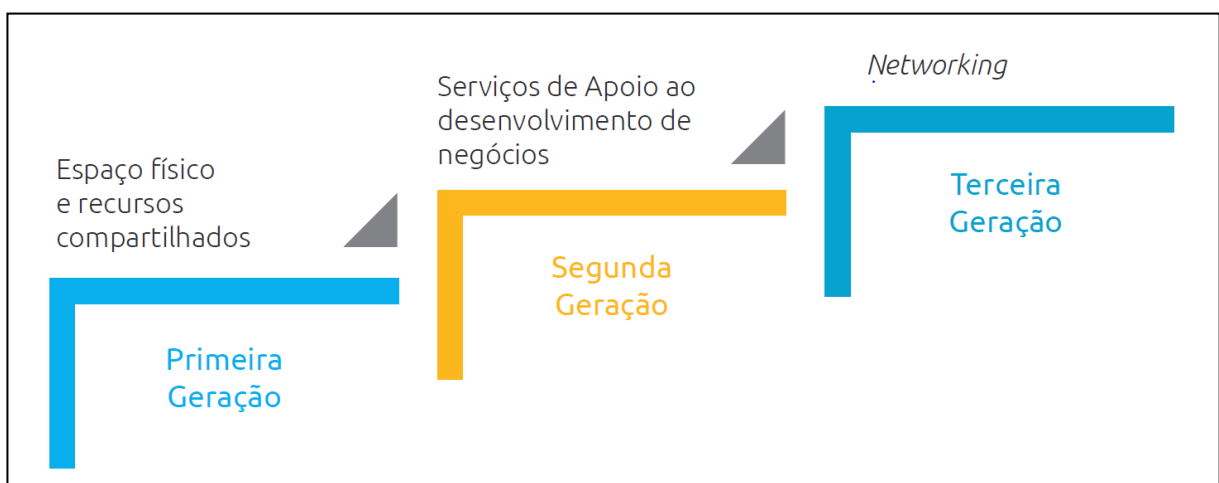 Espaço físico
e recursos
compartilhados
Primeira
Geração
Serviços de Apoio ao
desenvolvimento de
negócios
Segunda
Geração
Networking
Terceira
Geração